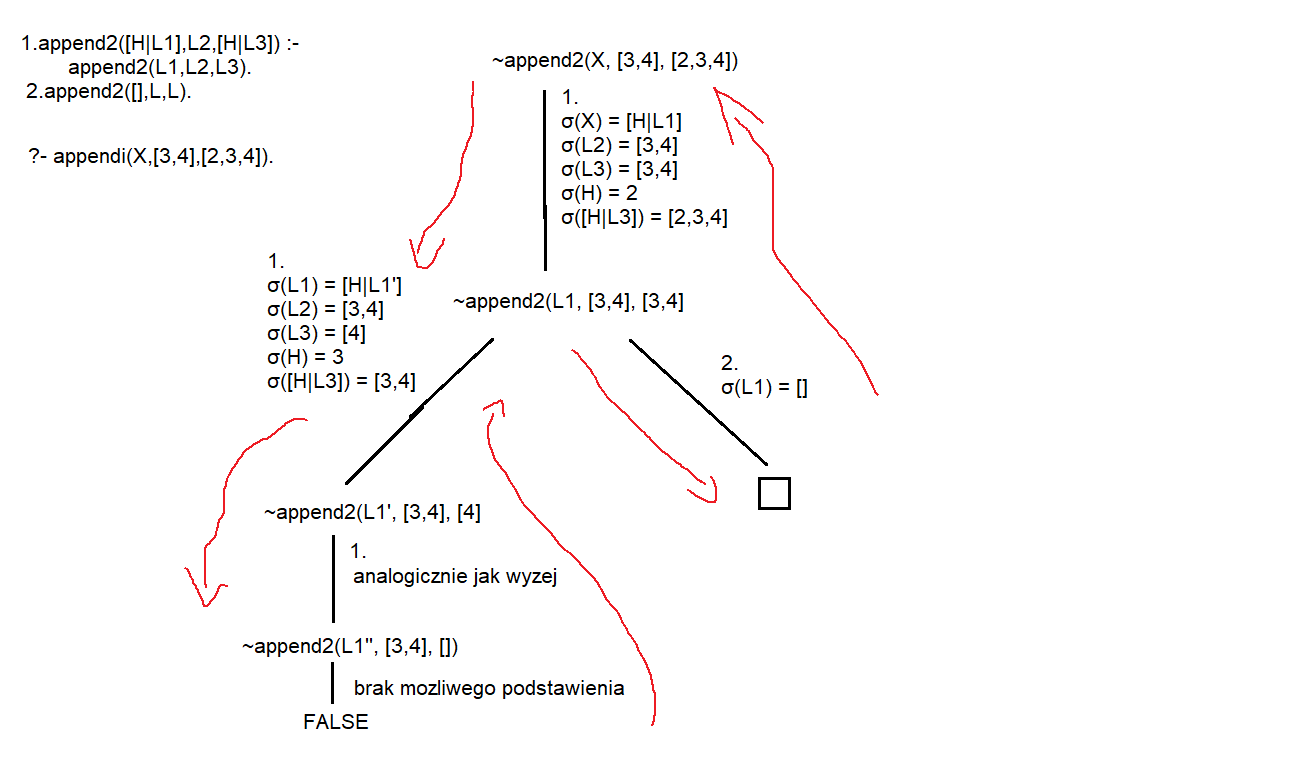 1.append2([H|L1],L2,[H|L3]) :-
append2(L1,L2,L3).
2.append2([],L,L).
?- appendi(X,[3,4],[2,3,4]).
~append2(X, [3,4], [2,3,4])
1.
σ(X) = [H|L1]
σ(L2) = [3,4]
σ(L3) = [3,4]
σ(H) = 2
σ([H|L3]) = [2,3,4]
1.
σ(L1) = [H|L1']
σ(L2) = [3,4]
σ(L3) = [4]
σ(H) = 3
σ([H|L3]) = [3,4]
~append2(L1, [3,4], [3,4]
2.
σ(L1) = []
~append2(L1', [3,4], [4]
1.
analogicznie jak wyzej
~append2(L1'', [3,4], [])
brak mozliwego podstawienia
FALSE